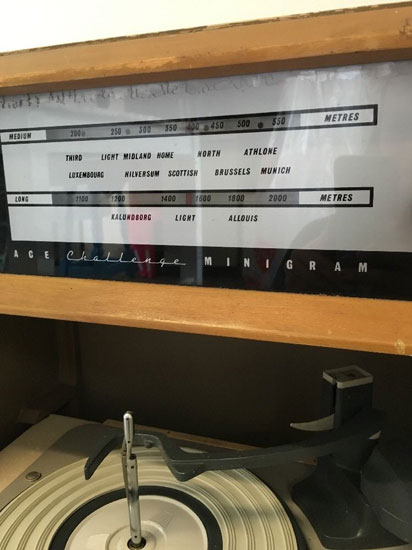 MEDIUM 200 250 300 350 400 450 500 550 METRES
THIRD LIGHT MIDLAND HOME NORTH ATHLONE
LUXEMBOURG HILVERSUM SCOTTISH BRUSSELS MUNICH
LONG 1100 1200 1400 1600 1800 2000 METRES
KALUNDBORG LIGHT ALLOUIS
ACE Challenge MINIGRAM